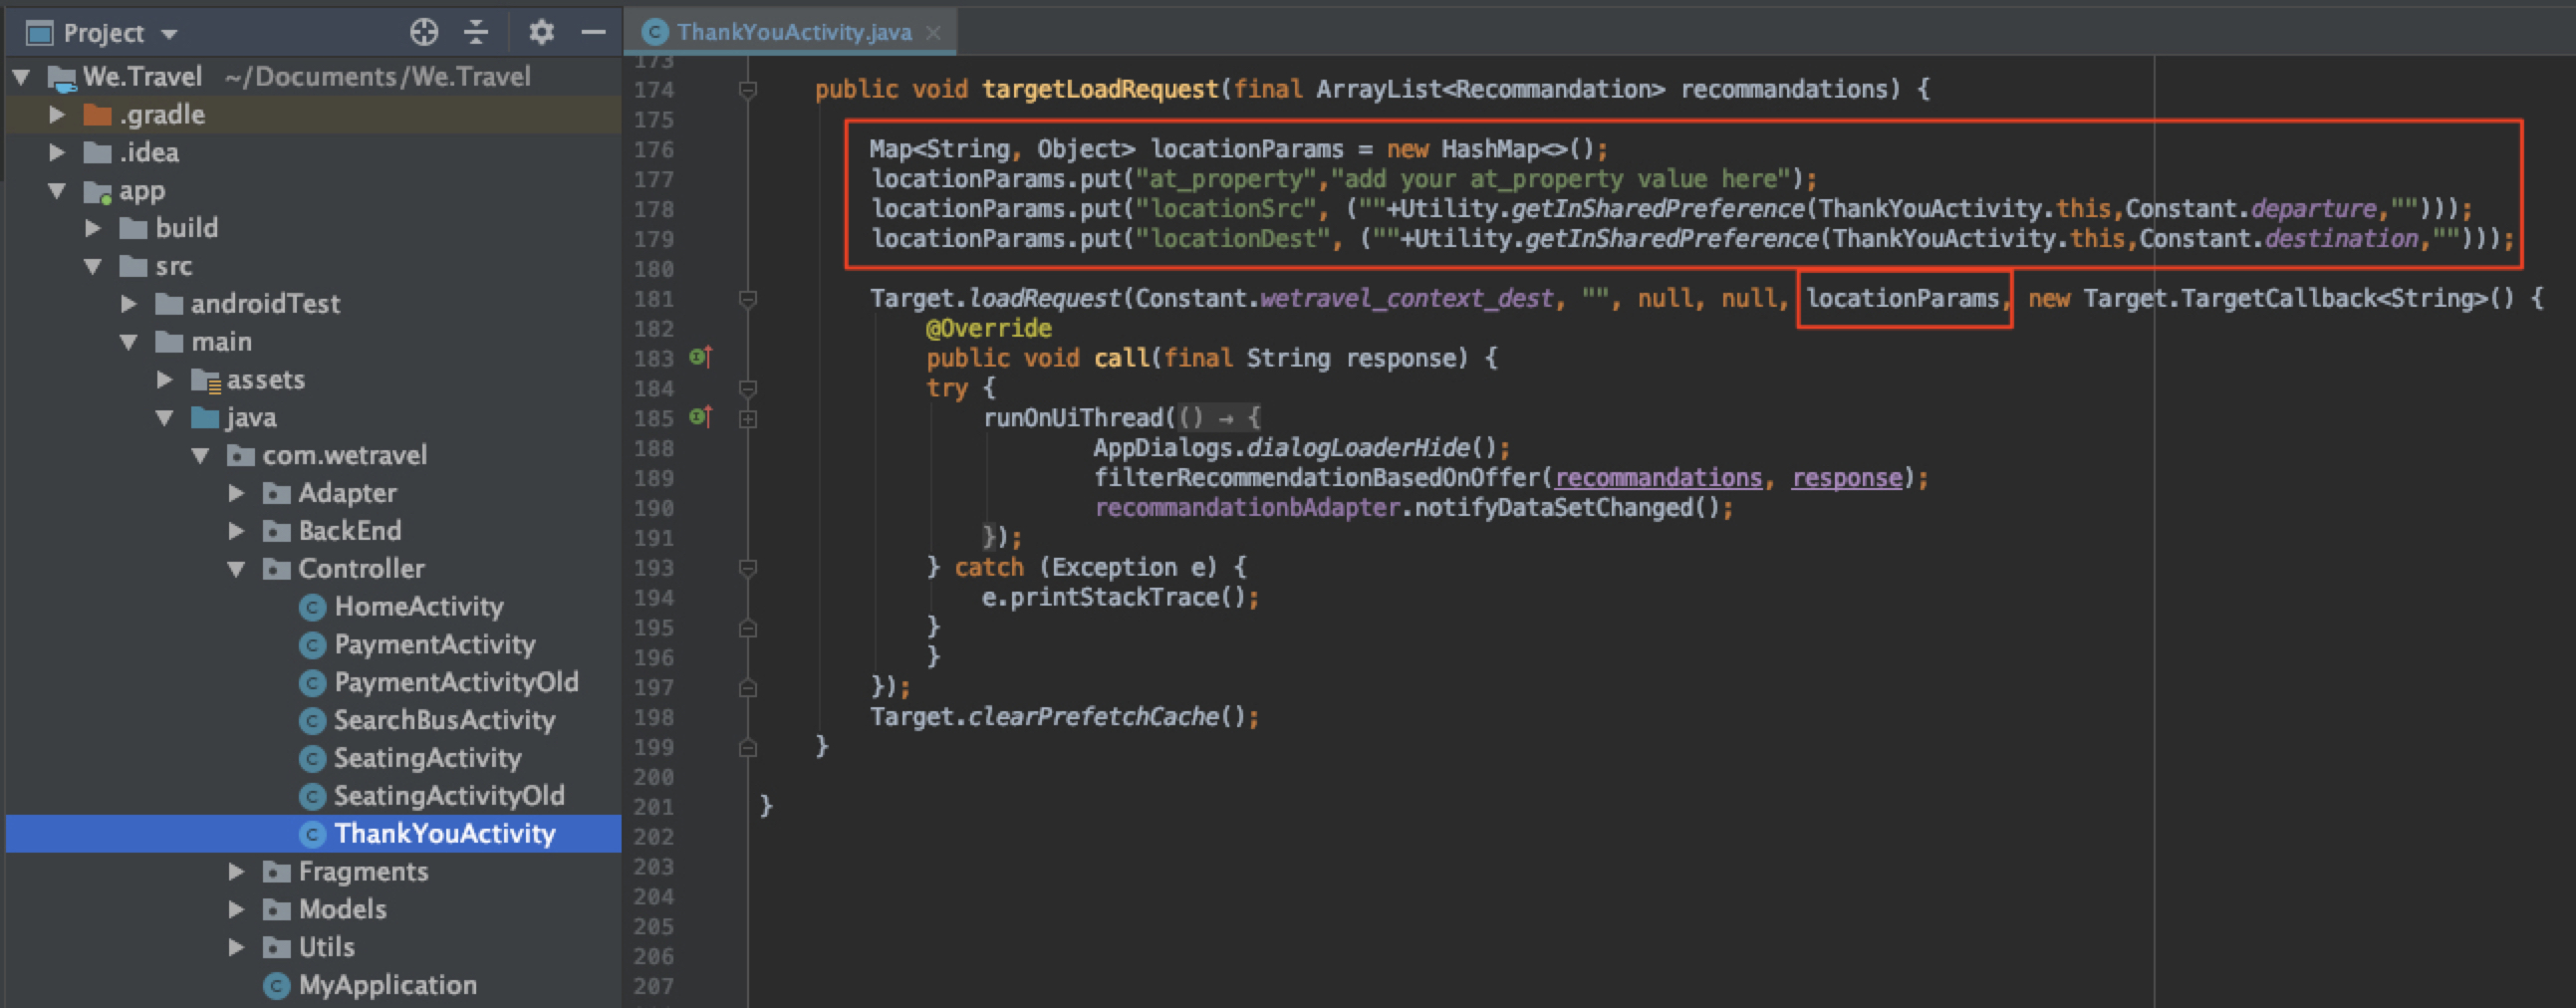 Project
We.Travel ~/Documents/We.Travel
.gradle
.idea
app
build
src
androidTest
main
assets
java
com.wetravel
Adapter
BackEnd
Controller
HomeActivity
PaymentActivity
PaymentActivityOld
SearchBusActivity
SeatingActivity
SeatingActivityOld
ThankYouActivity
Fragments
Models
Utils
MyApplication
ThankYouActivity.java
173
174 public void targetLoadRequest(final ArrayList<Recommandation> recommandations) {
175
176 Map<String, Object> locationParams = new HashMap<>();
177 locationParams.put("at_property","add your at_property value here");
178 locationParams.put("locationSrc", (""+Utility.getInSharedPreference(ThankYouActivity.this,Constant.departure,"")));
179 locationParams.put("locationDest", (""+Utility.getInSharedPreference(ThankYouActivity.this,Constant.destination,"")));
180
181 Target.loadRequest(Constant.wetravel_context_dest, "", null, null, locationParams, new Target.TargetCallback<String>() {
182 @Override
183 public void call(final String response) {
184 try {
185 runOnUiThread(() → {
188 AppDialogs.dialogLoaderHide();
189 filterRecommendationBasedOnOffer(recommandations, response);
190 recommandationbAdapter.notifyDataSetChanged();
191 });
193 } catch (Exception e) {
194 e.printStackTrace();
195 }
196 }
197 });
198 Target.clearPrefetchCache();
199 }
200
201 }
202
203
204
205
206
207